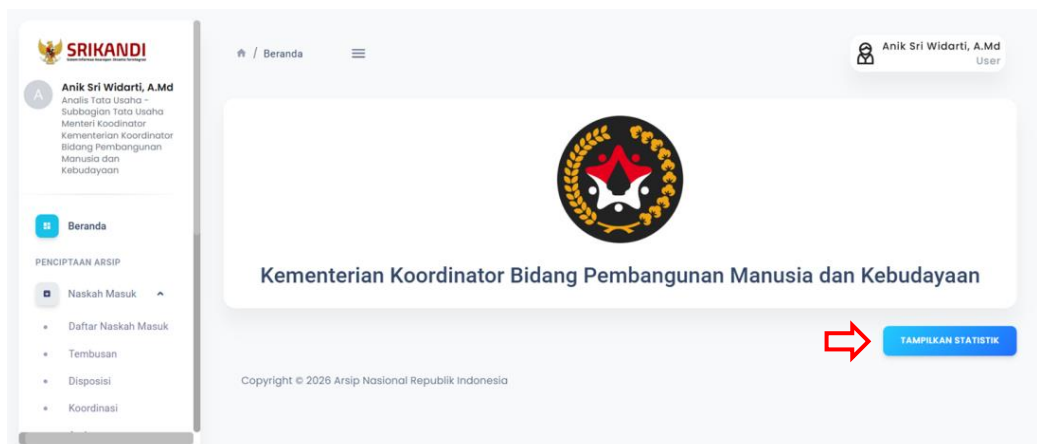 SRIKANDI
A
Anik Sri Widarti, A.Md
Analis Tata Usaha -
Subbagian Tata Usaha
Menteri Koodinator
Kementerian Koordinator
Bidang Pembangunan
Manusia dan
Kebudayaan
Beranda
PENCIPTAAN ARSIP
Naskah Masuk
Daftar Naskah Masuk
Tembusan
Disposisi
Koordinasi
/ Beranda
Anik Sri Widarti, A.Md
User
Kementerian Koordinator Bidang Pembangunan Manusia dan Kebudayaan
TAMPILKAN STATISTIK
Copyright © 2026 Arsip Nasional Republik Indonesia